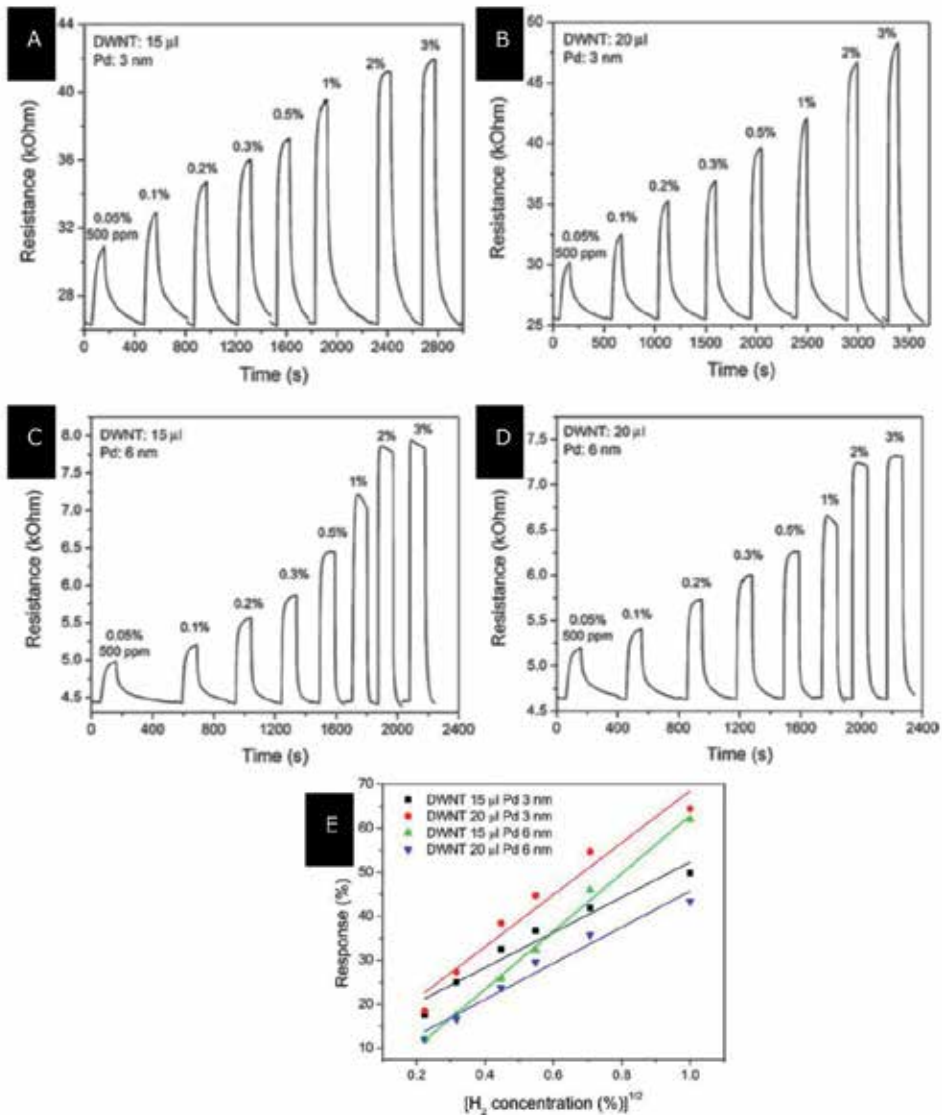 A
DWNT: 15 µl
Pd: 3 nm
44
40
36
32
28
Resistance (kOhm)
0.05%
500 ppm
0.1%
0.2%
0.3%
0.5%
1%
2%
3%
0 400 800 1200 1600 2000 2400 2800
Time (s)
B
DWNT: 20 µl
Pd: 3 nm
50
45
40
35
30
25
Resistance (kOhm)
0.05%
500 ppm
0.1%
0.2%
0.3%
0.5%
1%
2%
3%
0 500 1000 1500 2000 2500 3000 3500
Time (s)
C
DWNT: 15 µl
Pd: 6 nm
8.0
7.5
7.0
6.5
6.0
5.5
5.0
4.5
Resistance (kOhm)
0.05%
500 ppm
0.1%
0.2%
0.3%
0.5%
1%
2%
3%
0 400 800 1200 1600 2000 2400
Time (s)
D
DWNT: 20 µl
Pd: 6 nm
7.5
7.0
6.5
6.0
5.5
5.0
4.5
Resistance (kOhm)
0.05%
500 ppm
0.1%
0.2%
0.3%
0.5%
1%
2%
3%
0 400 800 1200 1600 2000 2400
Time (s)
E
DWNT 15 µl Pd 3 nm
DWNT 20 µl Pd 3 nm
DWNT 15 µl Pd 6 nm
DWNT 20 µl Pd 6 nm
70
60
50
40
30
20
10
Response (%)
0.2 0.4 0.6 0.8 1.0
[H₂ concentration (%)]^1/2